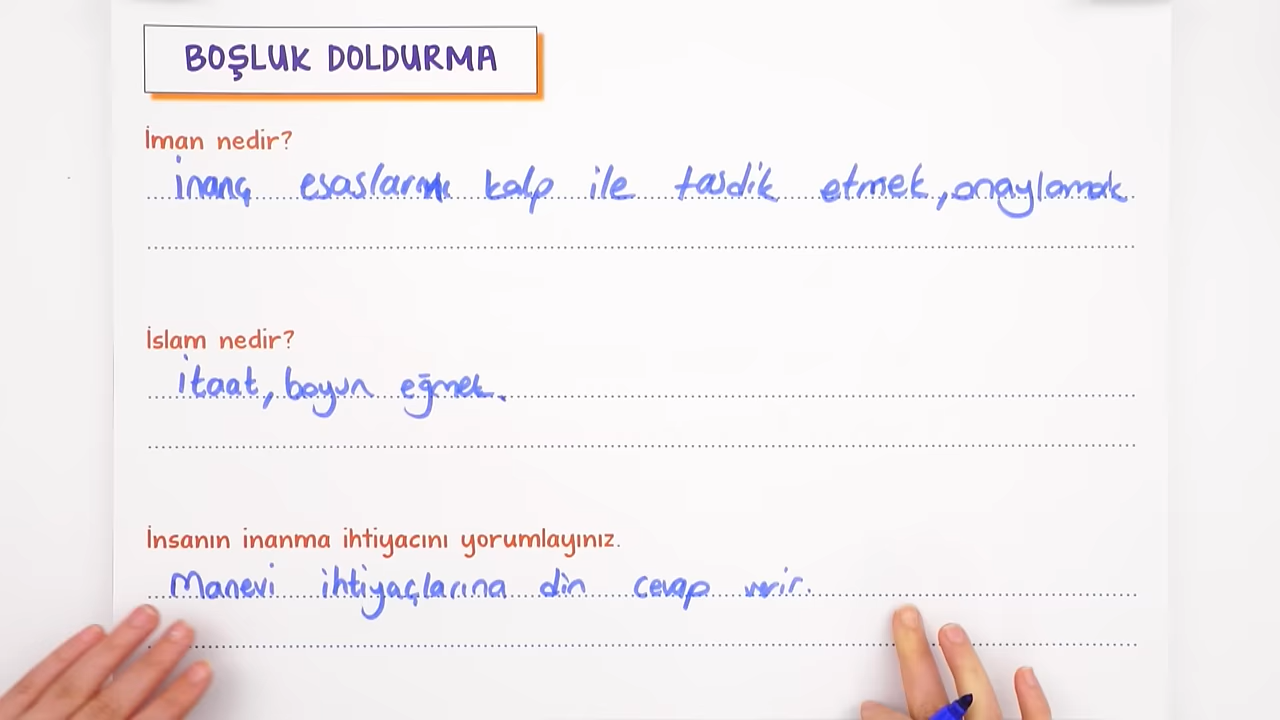 BOŞLUK DOLDURMA
İman nedir?
inanç esaslarını kalp ile tasdik etmek, onaylamak
İslam nedir?
itaat, boyun eğmek.
İnsanın inanma ihtiyacını yorumlayınız.
Manevi ihtiyaçlarına din cevap verir.